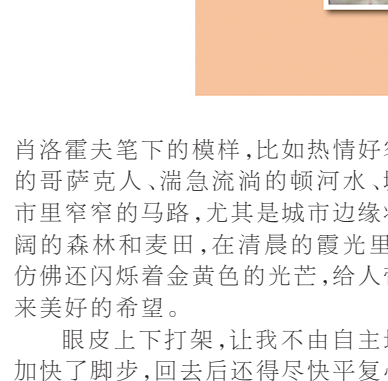 肖洛霍夫笔下的模样,比如热情好
的哥萨克人、湍急流淌的顿河水、
市里窄窄的马路,尤其是城市边缘
阔的森林和麦田,在清晨的霞光里
仿佛还闪烁着金黄色的光芒,给人
来美好的希望。
眼皮上下打架,让我不由自主
加快了脚步,回去后还得尽快平复